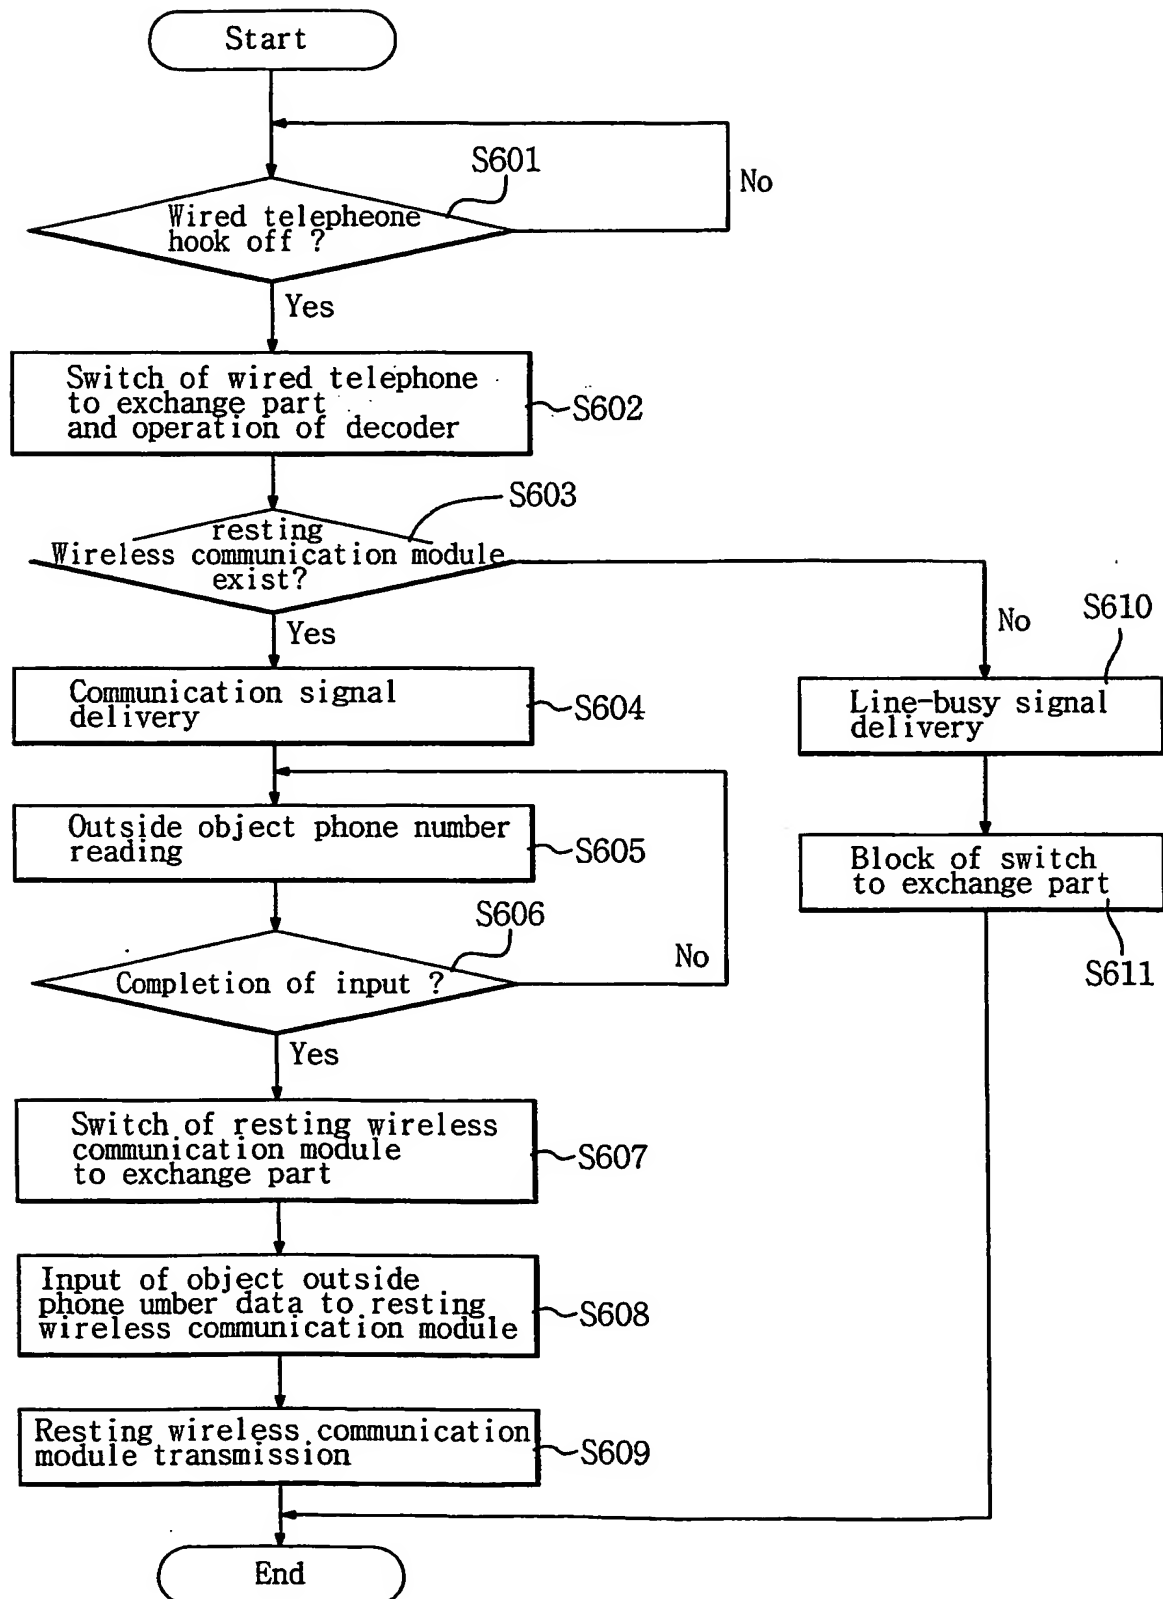 Start
S601
No
Wired telepheone
hook off ?
Yes
Switch of wired telephone
to exchange part
and operation of decoder
S602
S603
resting
Wireless communication module
exist?
Yes
No
S610
Communication signal
delivery
S604
Line-busy signal
delivery
Outside object phone number
reading
S605
Block of switch
to exchange part
S611
S606
No
Completion of input ?
Yes
Switch of resting wireless
communication module
to exchange part
S607
Input of object outside
phone umber data to resting
wireless communication module
S608
Resting wireless communication
module transmission
S609
End